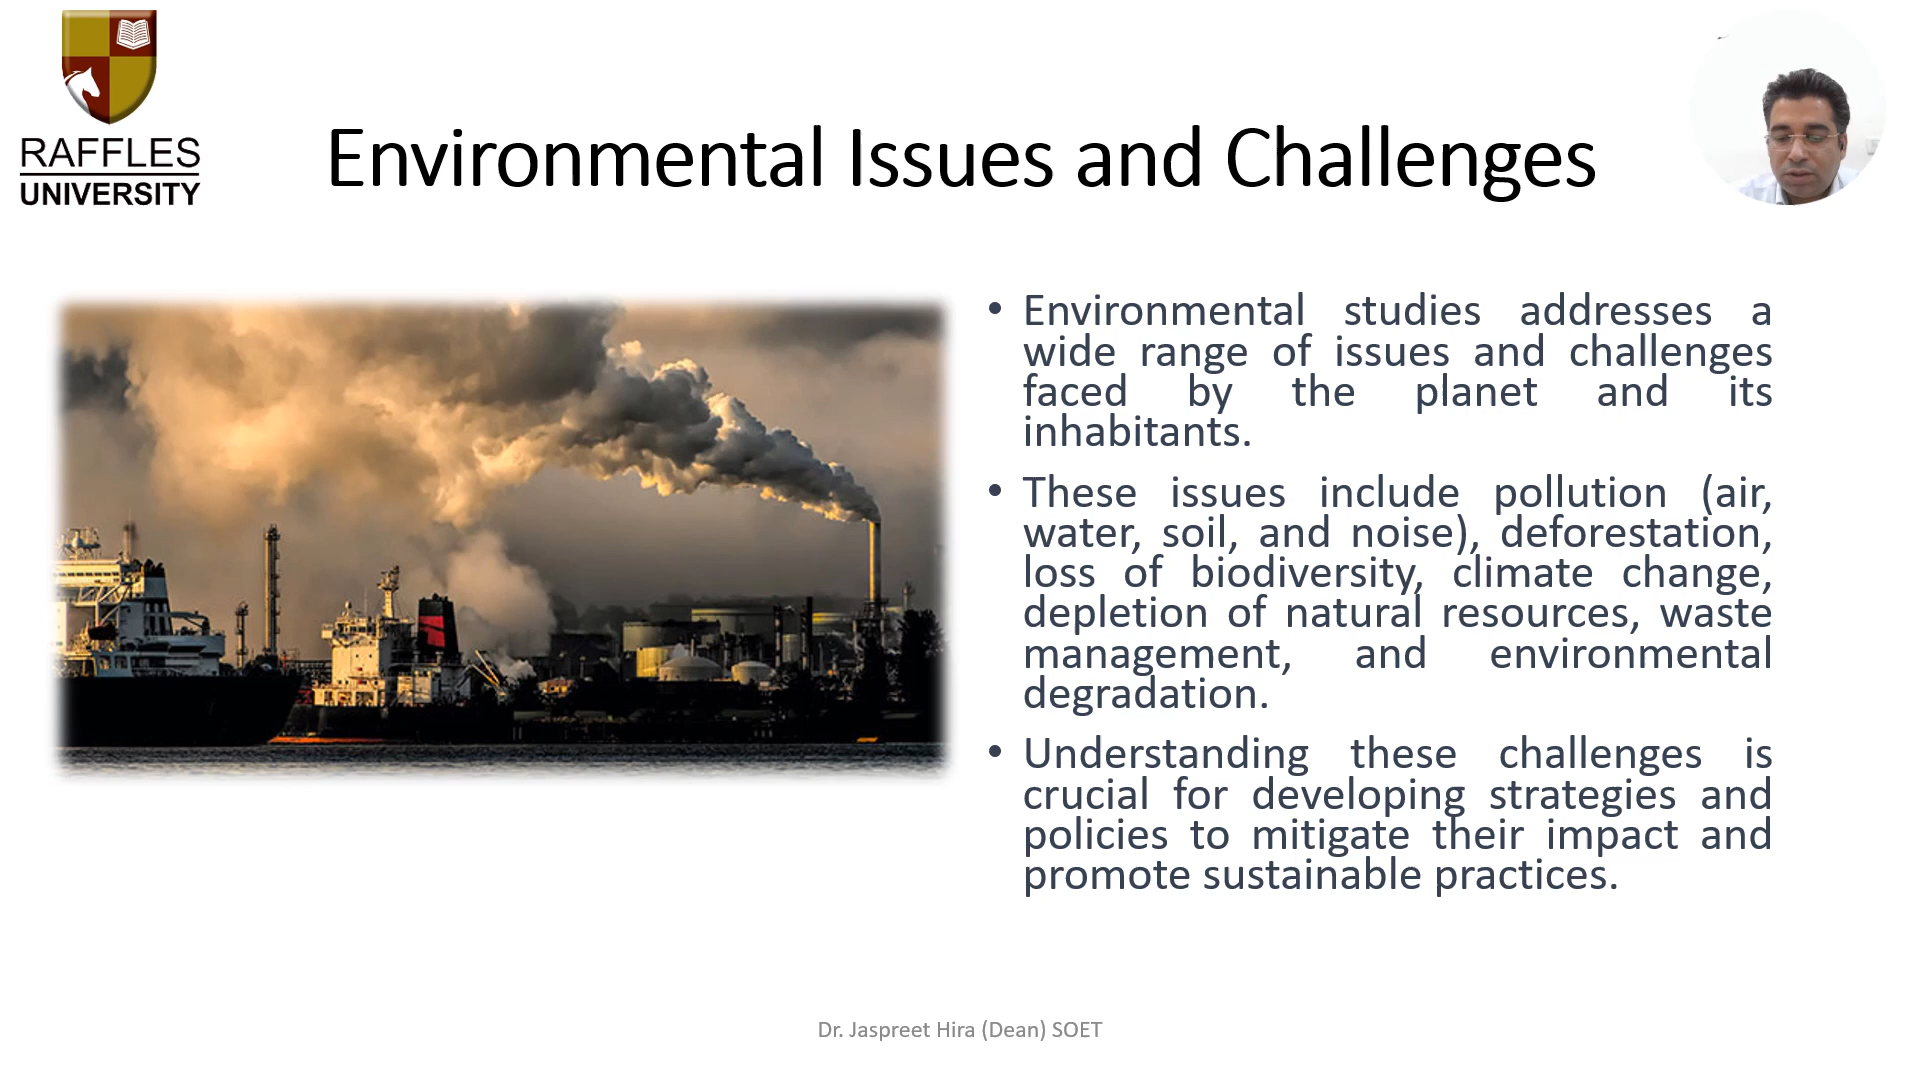 RAFFLES
UNIVERSITY
Environmental Issues and Challenges
• Environmental studies addresses a
wide range of issues and challenges
faced by the planet and its
inhabitants.
• These issues include pollution (air,
water, soil, and noise), deforestation,
loss of biodiversity, climate change,
depletion of natural resources, waste
management, and environmental
degradation.
• Understanding these challenges is
crucial for developing strategies and
policies to mitigate their impact and
promote sustainable practices.
Dr. Jaspreet Hira (Dean) SOET